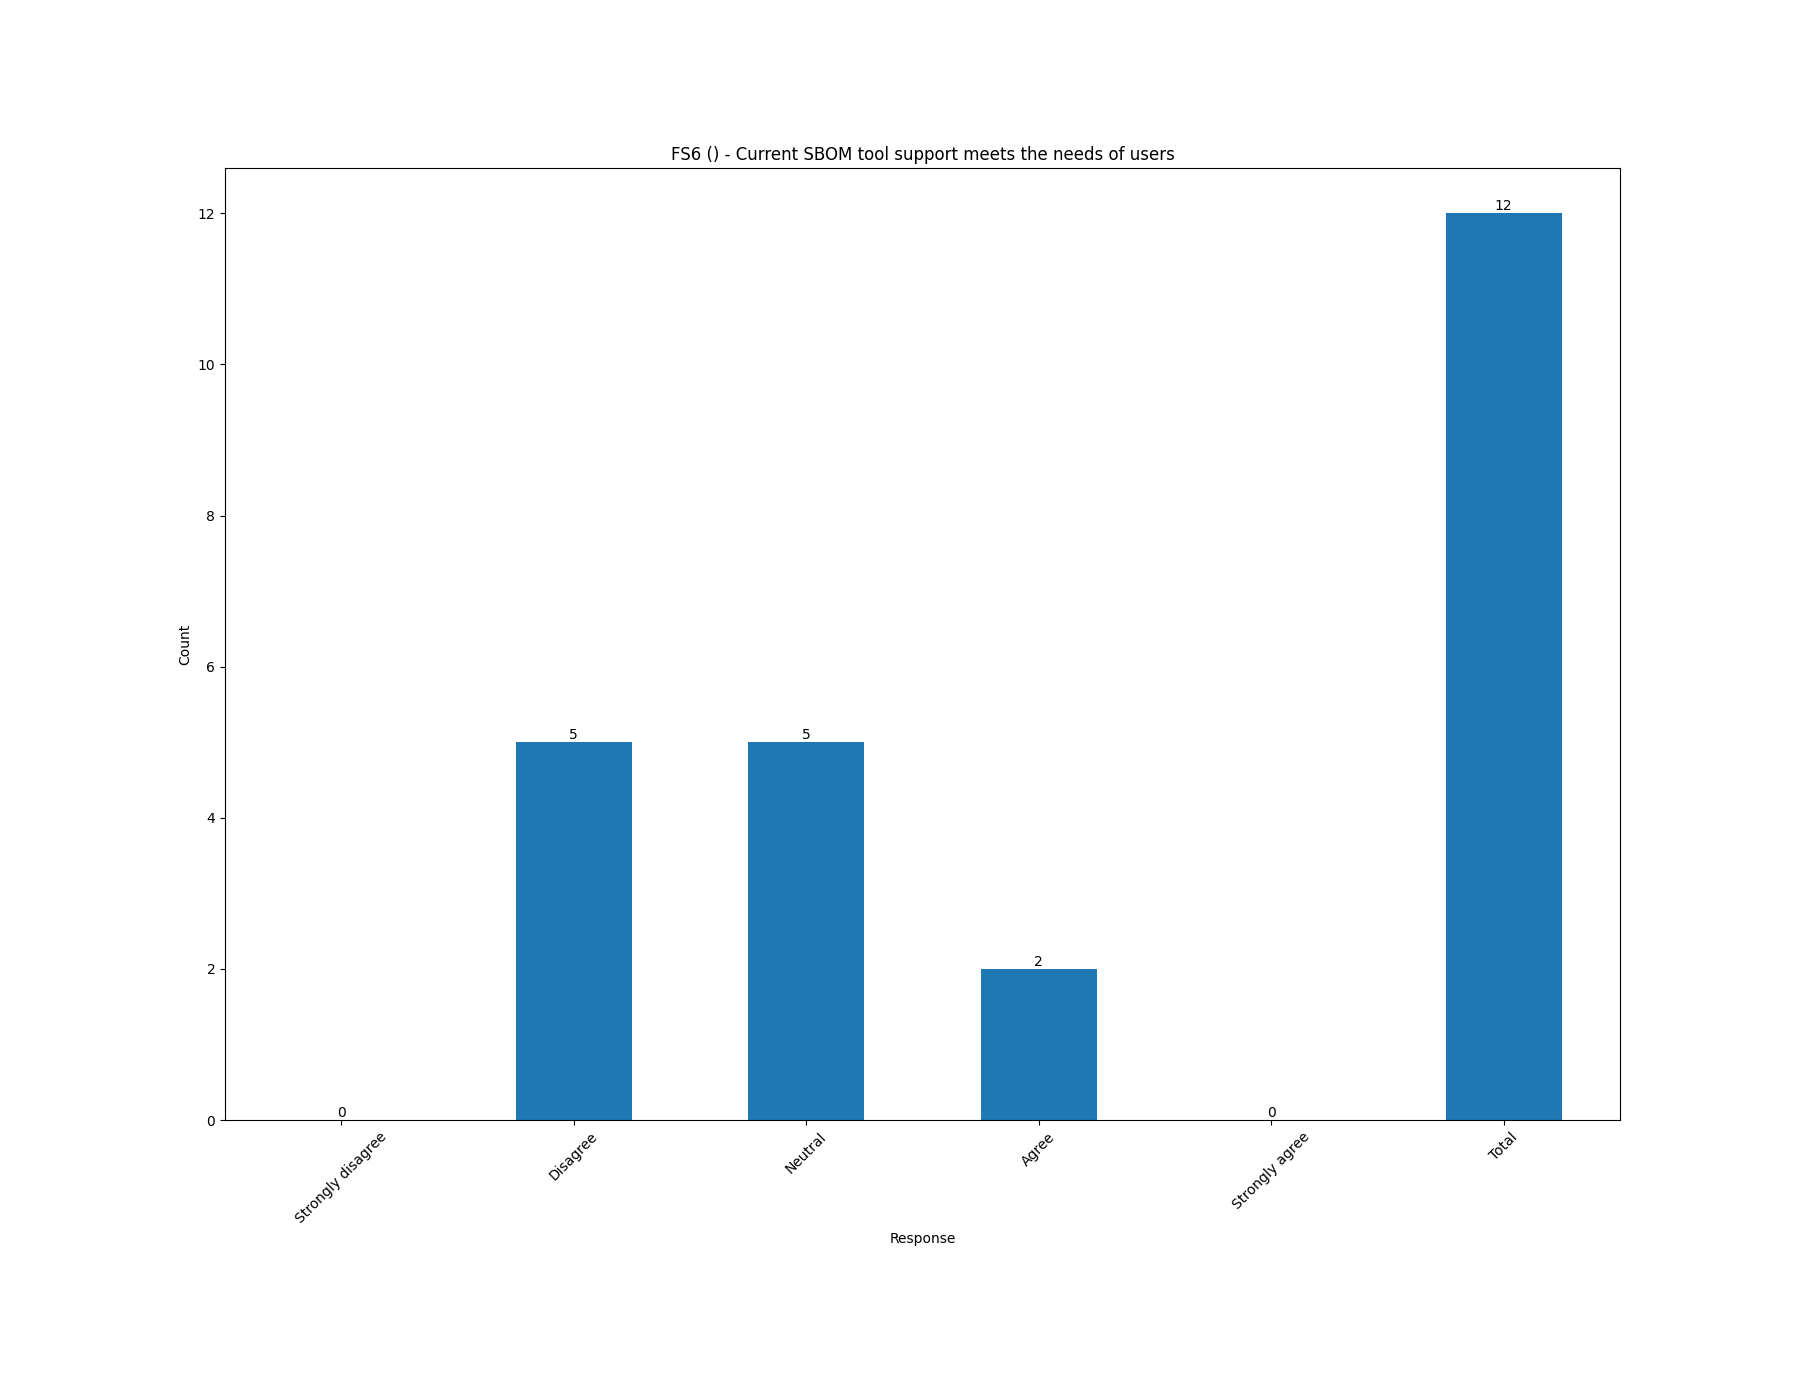 FS6 () - Current SBOM tool support meets the needs of users
12
10
8
6
4
2
0
Count
0
5
5
2
0
12
Strongly disagree
Disagree
Neutral
Agree
Strongly agree
Total
Response